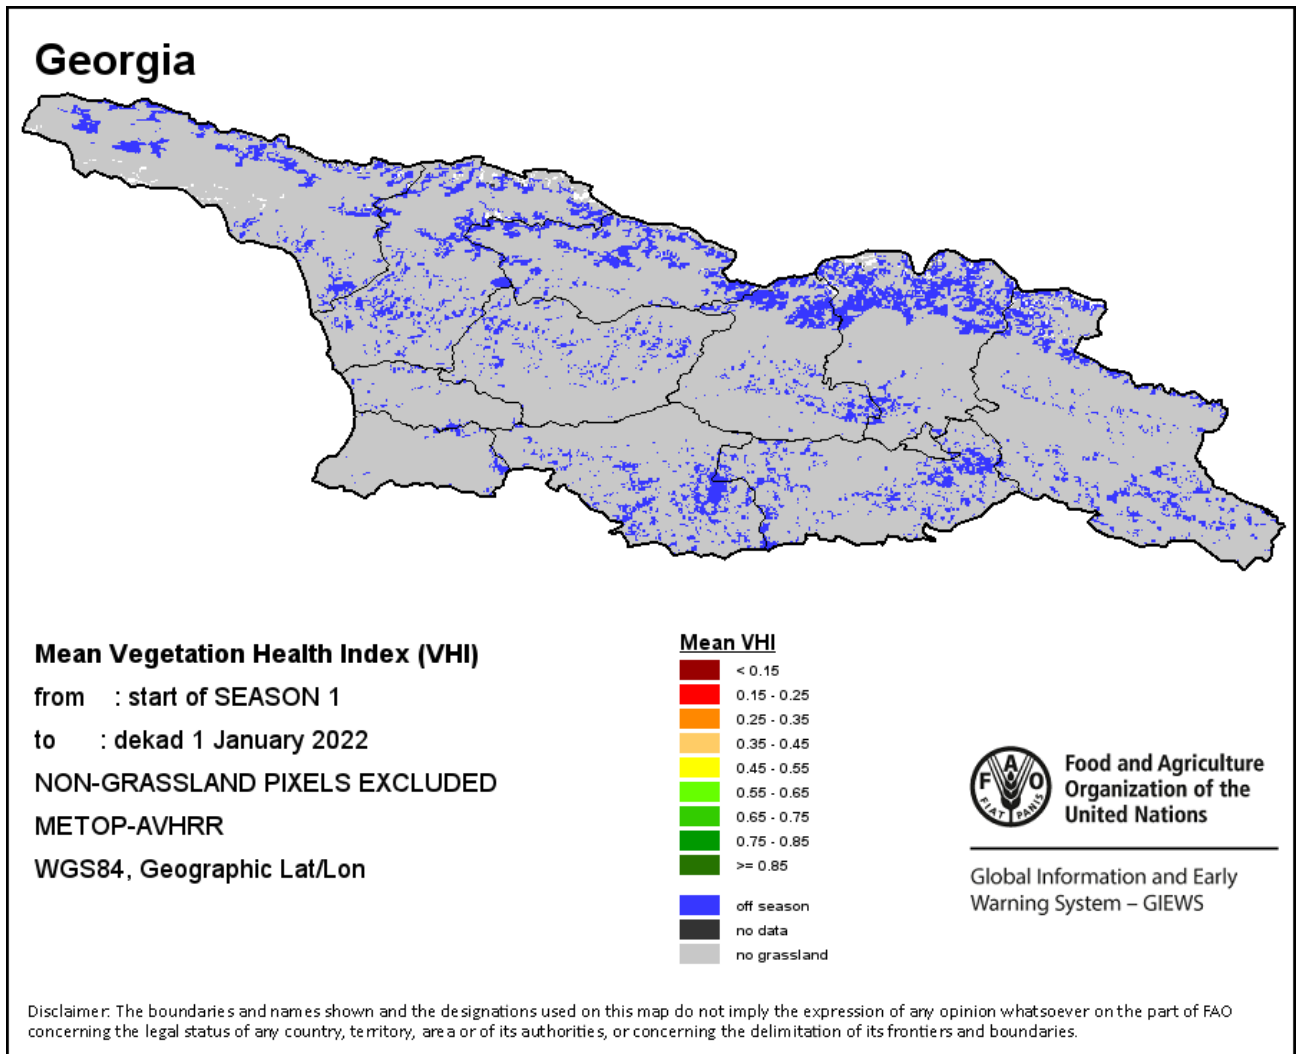 Georgia
Mean Vegetation Health Index (VHI)
from : start of SEASON 1
to : dekad 1 January 2022
NON-GRASSLAND PIXELS EXCLUDED
METOP-AVHRR
WGS84, Geographic Lat/Lon
Mean VHI
< 0.15
0.15 - 0.25
0.25 - 0.35
0.35 - 0.45
0.45 - 0.55
0.55 - 0.65
0.65 - 0.75
0.75 - 0.85
>= 0.85
off season
no data
no grassland
F A O
FIAT PANIS
Food and Agriculture
Organization of the
United Nations
Global Information and Early
Warning System – GIEWS
Disclaimer: The boundaries and names shown and the designations used on this map do not imply the expression of any opinion whatsoever on the part of FAO
concerning the legal status of any country, territory, area or of its authorities, or concerning the delimitation of its frontiers and boundaries.